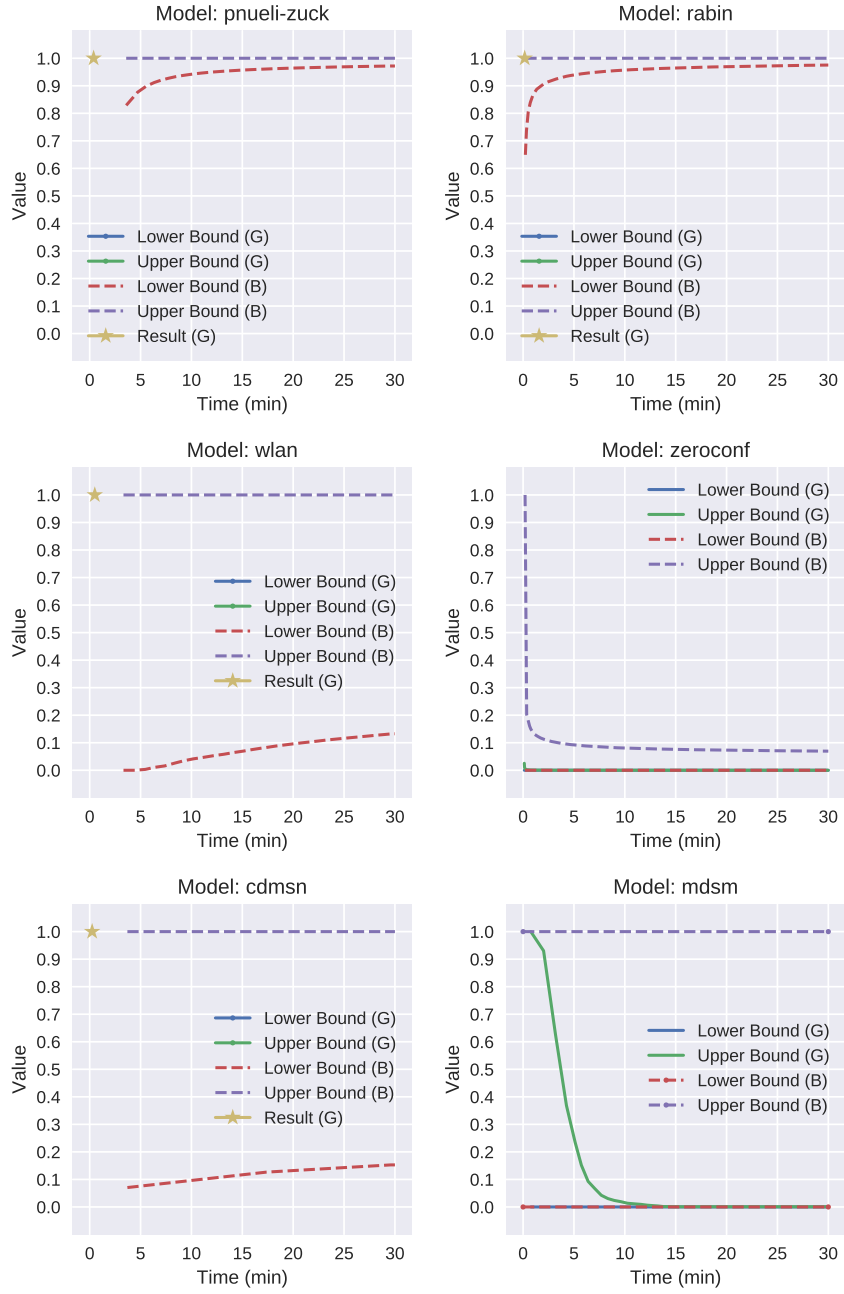 Model: pnueli-zuck
1.0
0.9
0.8
0.7
0.6
0.5
0.4
0.3
0.2
0.1
0.0
Value
Lower Bound (G)
Upper Bound (G)
Lower Bound (B)
Upper Bound (B)
Result (G)
0 5 10 15 20 25 30
Time (min)
Model: rabin
1.0
0.9
0.8
0.7
0.6
0.5
0.4
0.3
0.2
0.1
0.0
Value
Lower Bound (G)
Upper Bound (G)
Lower Bound (B)
Upper Bound (B)
Result (G)
0 5 10 15 20 25 30
Time (min)
Model: wlan
1.0
0.9
0.8
0.7
0.6
0.5
0.4
0.3
0.2
0.1
0.0
Value
Lower Bound (G)
Upper Bound (G)
Lower Bound (B)
Upper Bound (B)
Result (G)
0 5 10 15 20 25 30
Time (min)
Model: zeroconf
1.0
0.9
0.8
0.7
0.6
0.5
0.4
0.3
0.2
0.1
0.0
Value
Lower Bound (G)
Upper Bound (G)
Lower Bound (B)
Upper Bound (B)
0 5 10 15 20 25 30
Time (min)
Model: cdmsn
1.0
0.9
0.8
0.7
0.6
0.5
0.4
0.3
0.2
0.1
0.0
Value
Lower Bound (G)
Upper Bound (G)
Lower Bound (B)
Upper Bound (B)
Result (G)
0 5 10 15 20 25 30
Time (min)
Model: mdsm
1.0
0.9
0.8
0.7
0.6
0.5
0.4
0.3
0.2
0.1
0.0
Value
Lower Bound (G)
Upper Bound (G)
Lower Bound (B)
Upper Bound (B)
0 5 10 15 20 25 30
Time (min)